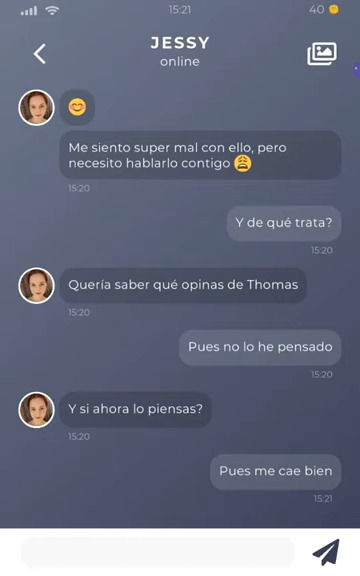 15:21
40
JESSY
online
😊
Me siento super mal con ello, pero
necesito hablarlo contigo 😩
15:20
Y de qué trata?
15:20
Quería saber qué opinas de Thomas
15:20
Pues no lo he pensado
15:20
Y si ahora lo piensas?
15:20
Pues me cae bien
15:21